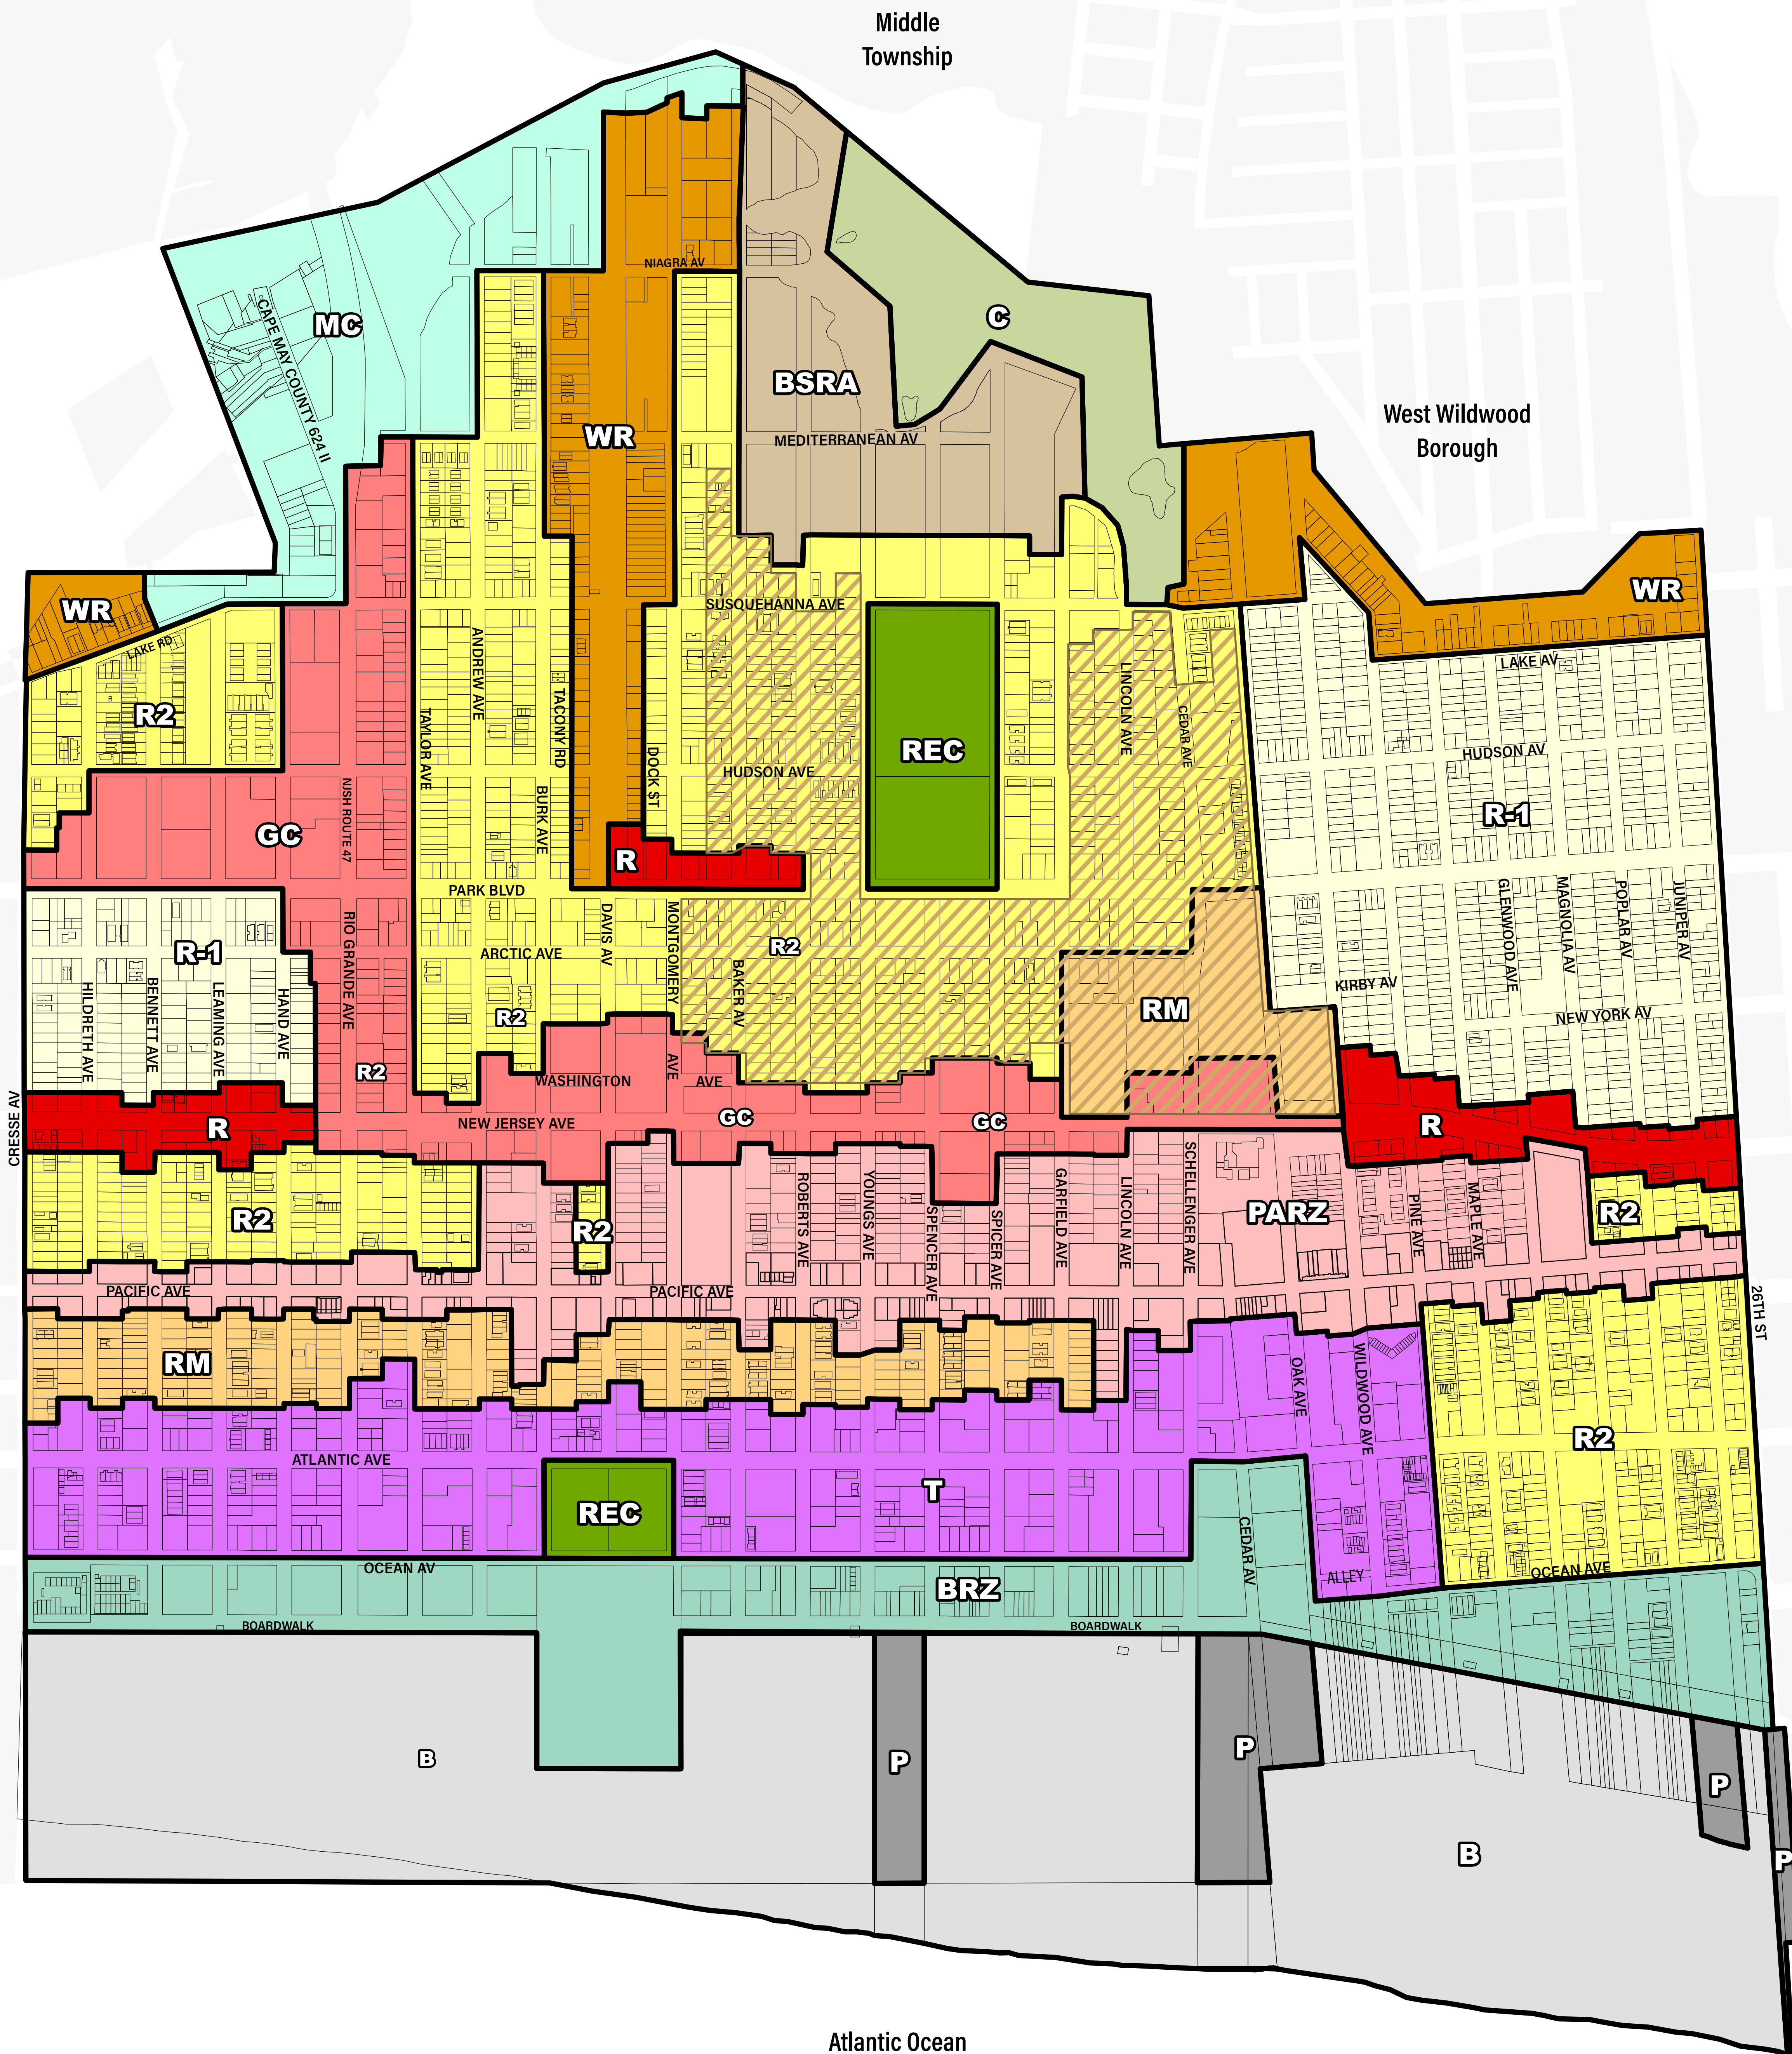 Middle
Township
NIAGRA AV
C
MC
CAPE MAY COUNTY 624 II
BSRA
West Wildwood
Borough
WR
MEDITERRANEAN AV
WR
WR
SUSQUEHANNA AVE
LAKE RD
LAKE AV
ANDREW AVE
LINCOLN AVE
R2
TAYLOR AVE
TACONY RD
CEDAR AVE
REC
HUDSON AV
DOCK ST
HUDSON AVE
R-1
NJSH ROUTE 47
BURK AVE
GC
R
PARK BLVD
GLENWOOD AVE
MAGNOLIA AV
POPLAR AV
JUNIPER AV
RIO GRANDE AVE
DAVIS AV
MONTGOMERY
R-1
ARCTIC AVE
R2
BAKER AV
KIRBY AV
HILDRETH AVE
BENNETT AVE
LEAMING AVE
HAND AVE
RM
R2
NEW YORK AV
R2
AVE
WASHINGTON
AVE
CRESSE AV
R
NEW JERSEY AVE
GC
GC
R
ROBERTS AVE
YOUNGS AVE
SPENCER AVE
SPICER AVE
GARFIELD AVE
LINCOLN AVE
SCHELLENGER AVE
PARZ
PINE AVE
MAPLE AVE
R2
R2
R2
PACIFIC AVE
PACIFIC AVE
26TH ST
RM
OAK AVE
WILDWOOD AVE
R2
ATLANTIC AVE
T
REC
CEDAR AV
OCEAN AV
BRZ
ALLEY
OCEAN AVE
BOARDWALK
BOARDWALK
B
P
P
P
B
P
Atlantic Ocean